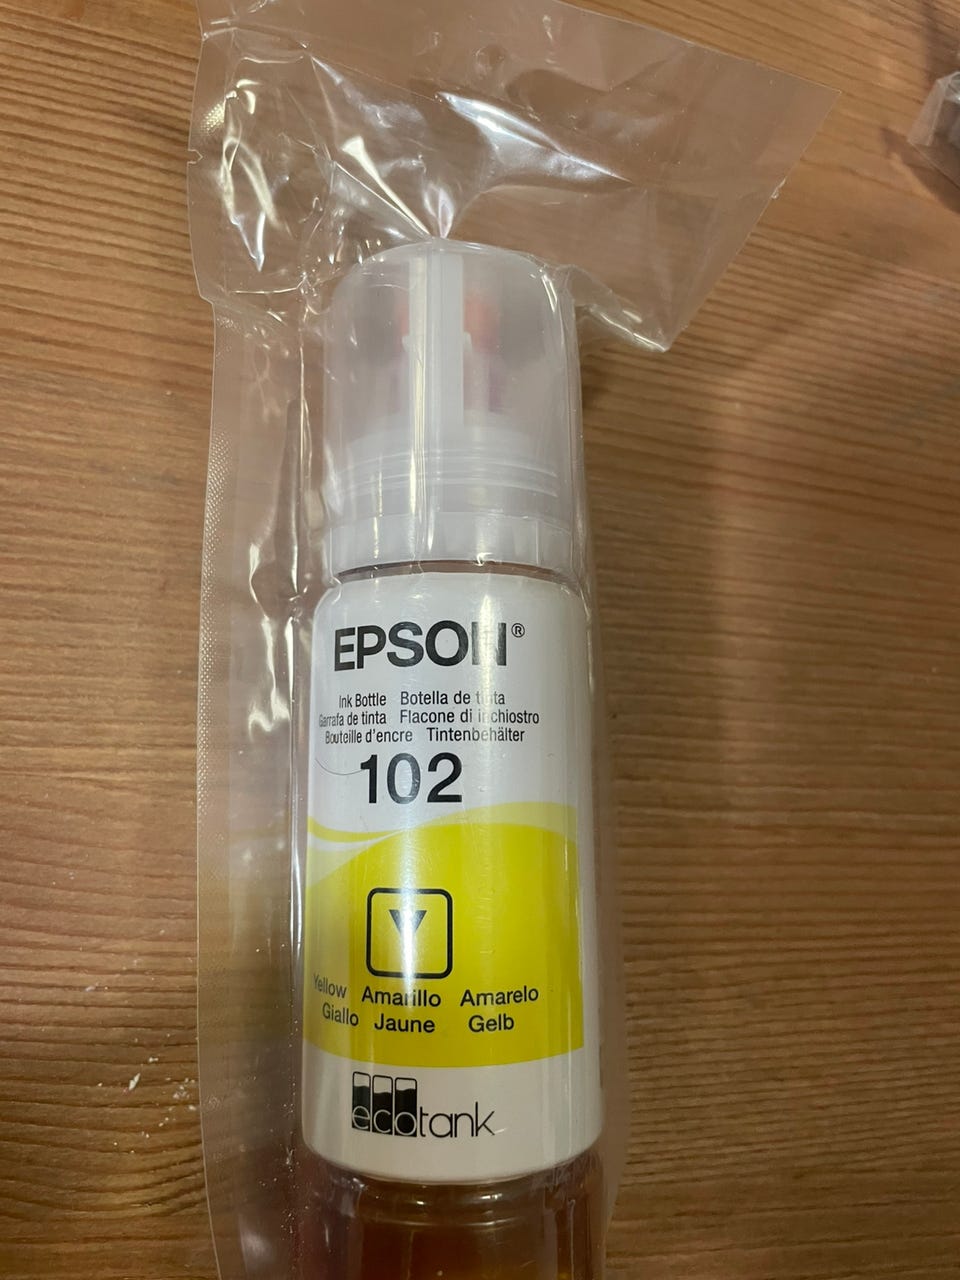 EPSON®
Ink Bottle Botella de tinta
Garrafa de tinta Flacone di inchiostro
Bouteille d'encre Tintenbehälter
102
Y
Yellow Amarillo Amarelo
Giallo Jaune Gelb
ecotank